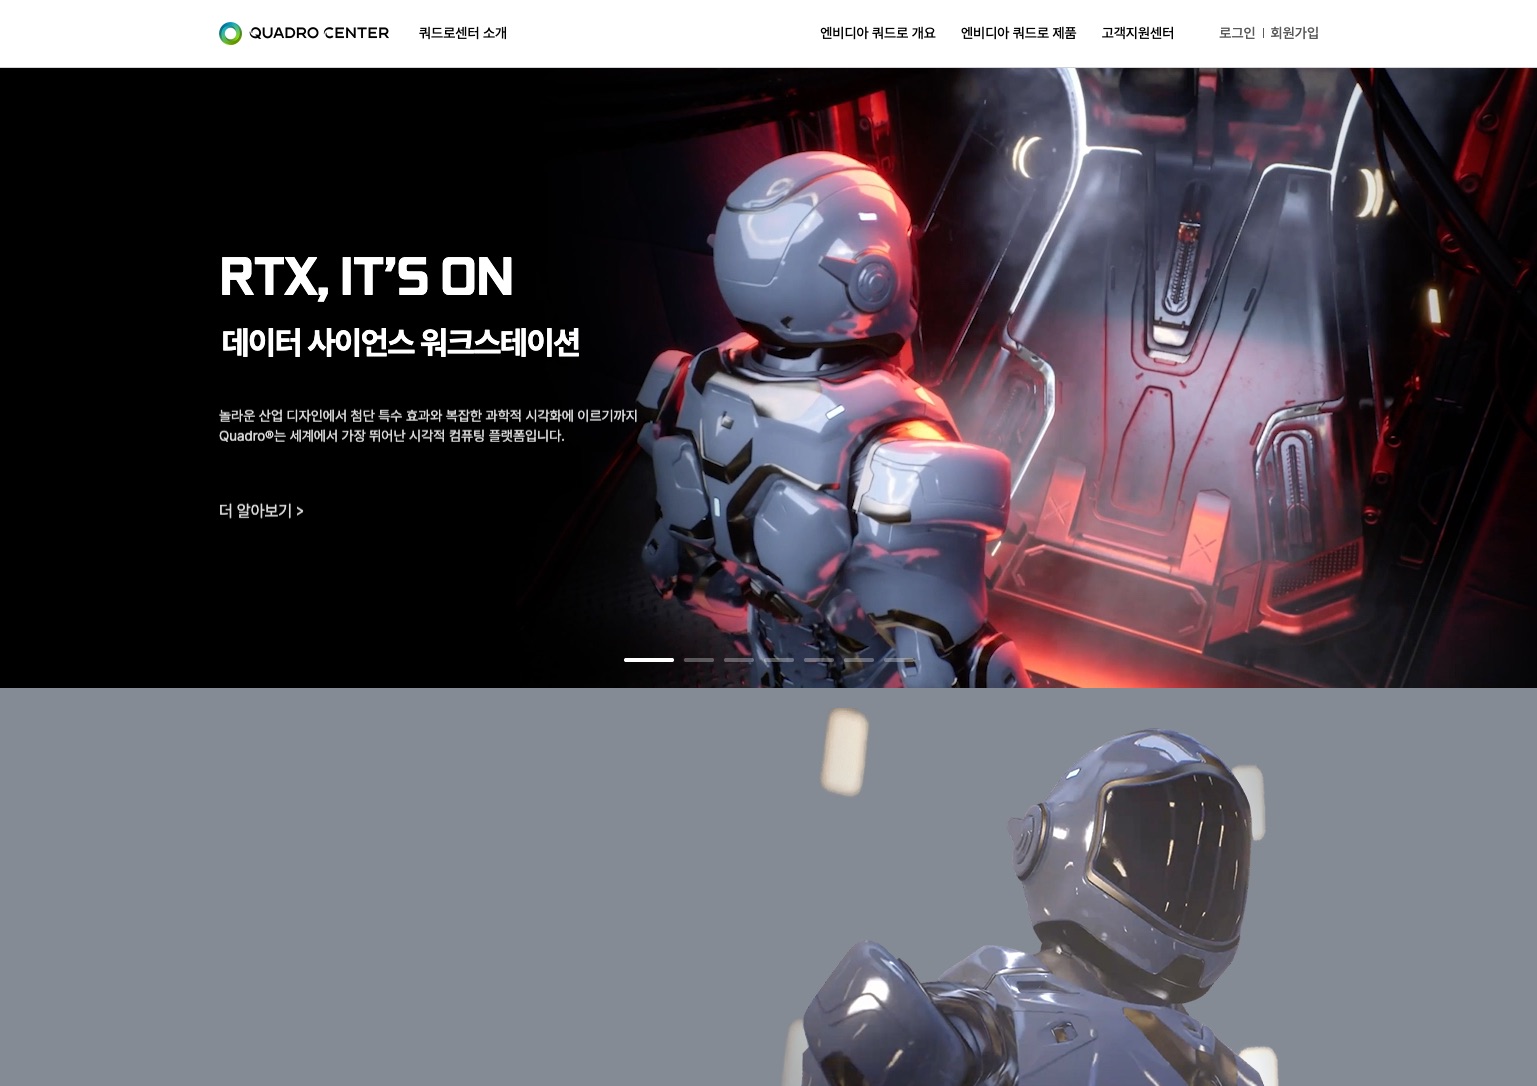 QUADRO CENTER
쿼드로센터 소개
엔비디아 쿼드로 개요
엔비디아 쿼드로 제품
고객지원센터
로그인 | 회원가입
RTX, IT'S ON
데이터 사이언스 워크스테이션
놀라운 산업 디자인에서 첨단 특수 효과와 복잡한 과학적 시각화에 이르기까지
Quadro®는 세계에서 가장 뛰어난 시각적 컴퓨팅 플랫폼입니다.
더 알아보기 >